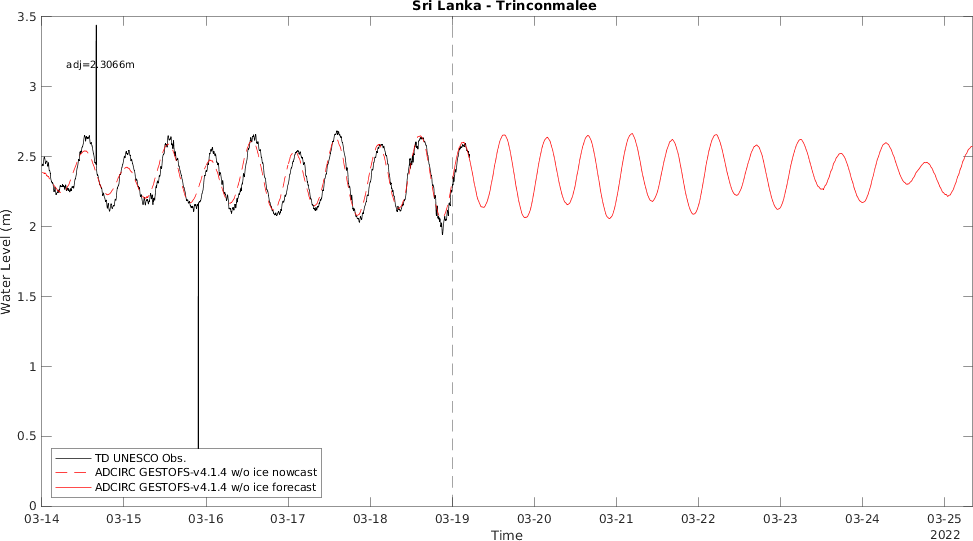 Sri Lanka - Trinconmalee
3.5
3
2.5
2
1.5
1
0.5
0
Water Level (m)
adj=2.3066m
TD UNESCO Obs.
ADCIRC GESTOFS-v4.1.4 w/o ice nowcast
ADCIRC GESTOFS-v4.1.4 w/o ice forecast
03-14 03-15 03-16 03-17 03-18 03-19 03-20 03-21 03-22 03-23 03-24 03-25
Time
2022